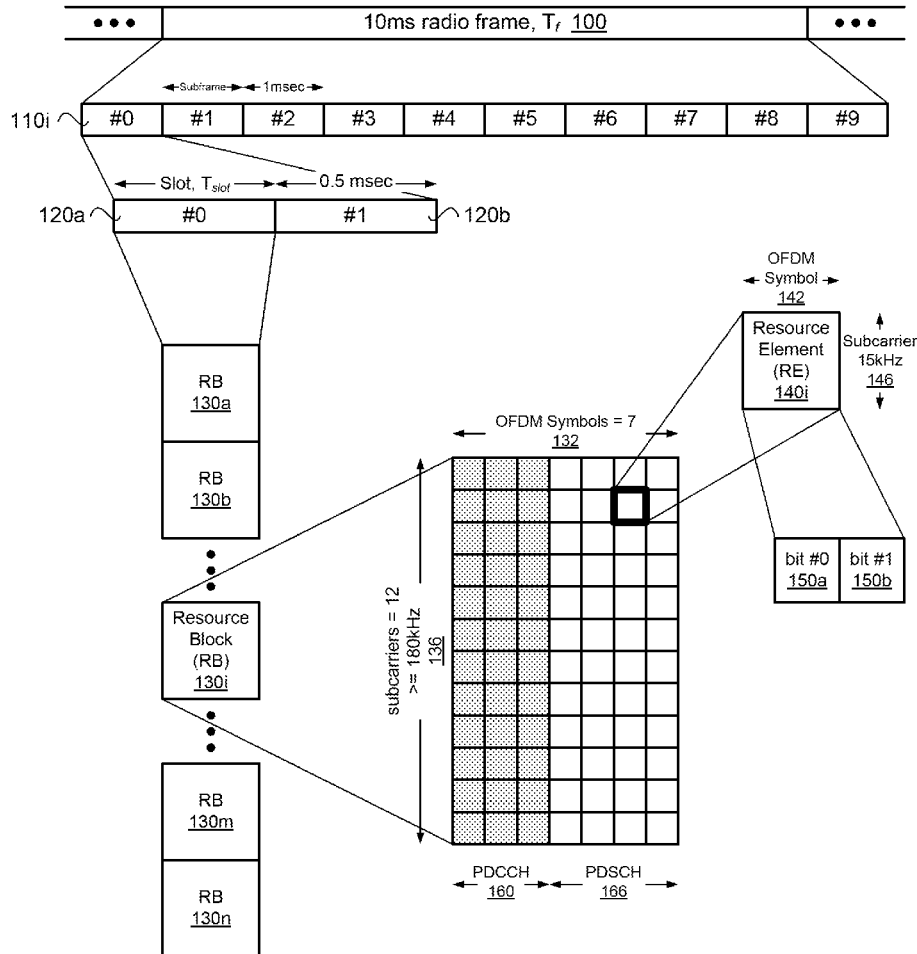 10ms radio frame, Tf 100
Subframe
1msec
110i
#0 #1 #2 #3 #4 #5 #6 #7 #8 #9
Slot, Tslot
0.5 msec
120a
#0
#1
120b
OFDM
Symbol
142
Resource
Element
(RE)
140i
Subcarrier
15kHz
146
RB
130a
RB
130b
OFDM Symbols = 7
132
bit #0
150a
bit #1
150b
Resource
Block
(RB)
130i
subcarriers = 12
>= 180kHz
136
RB
130m
RB
130n
PDCCH
160
PDSCH
166